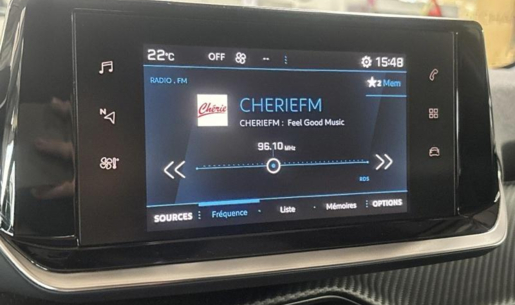 22°C OFF -- 15:48
RADIO . FM
2 Mem
Chérie
CHERIEFM
CHERIEFM : Feel Good Music
96.10 MHz
RDS
SOURCES Fréquence Liste Mémoires OPTIONS
N